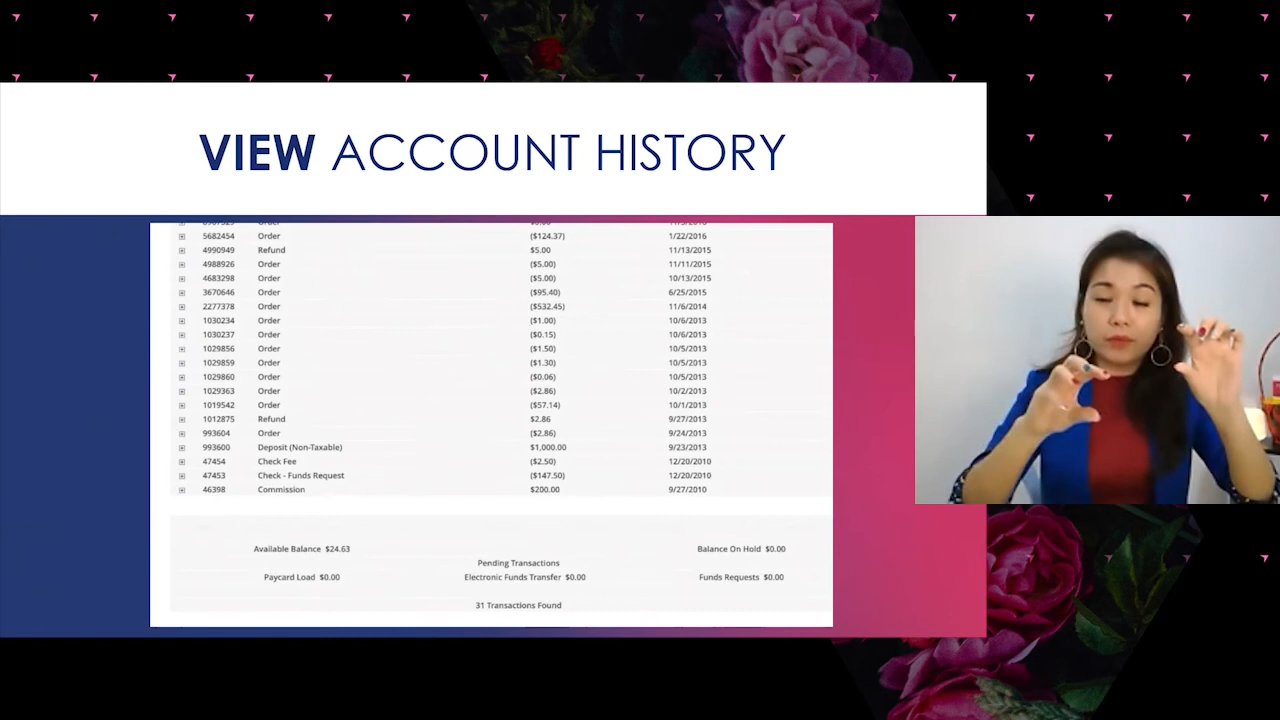 VIEW ACCOUNT HISTORY
Order
5682454 Order ($124.37) 1/22/2016
4990949 Refund $5.00 11/13/2015
4988926 Order ($5.00) 11/11/2015
4683298 Order ($5.00) 10/13/2015
3670646 Order ($95.40) 6/25/2015
2277378 Order ($532.45) 11/6/2014
1030234 Order ($1.00) 10/6/2013
1030237 Order ($0.15) 10/6/2013
1029856 Order ($1.50) 10/5/2013
1029859 Order ($1.30) 10/5/2013
1029860 Order ($0.06) 10/5/2013
1029363 Order ($2.86) 10/2/2013
1019542 Order ($57.14) 10/1/2013
1012875 Refund $2.86 9/27/2013
993604 Order ($2.86) 9/24/2013
993600 Deposit (Non-Taxable) $1,000.00 9/23/2013
47454 Check Fee ($2.50) 12/20/2010
47453 Check - Funds Request ($147.50) 12/20/2010
46398 Commission $200.00 9/27/2010
Available Balance $24.63 Balance On Hold $0.00
Pending Transactions
Paycard Load $0.00 Electronic Funds Transfer $0.00 Funds Requests $0.00
31 Transactions Found